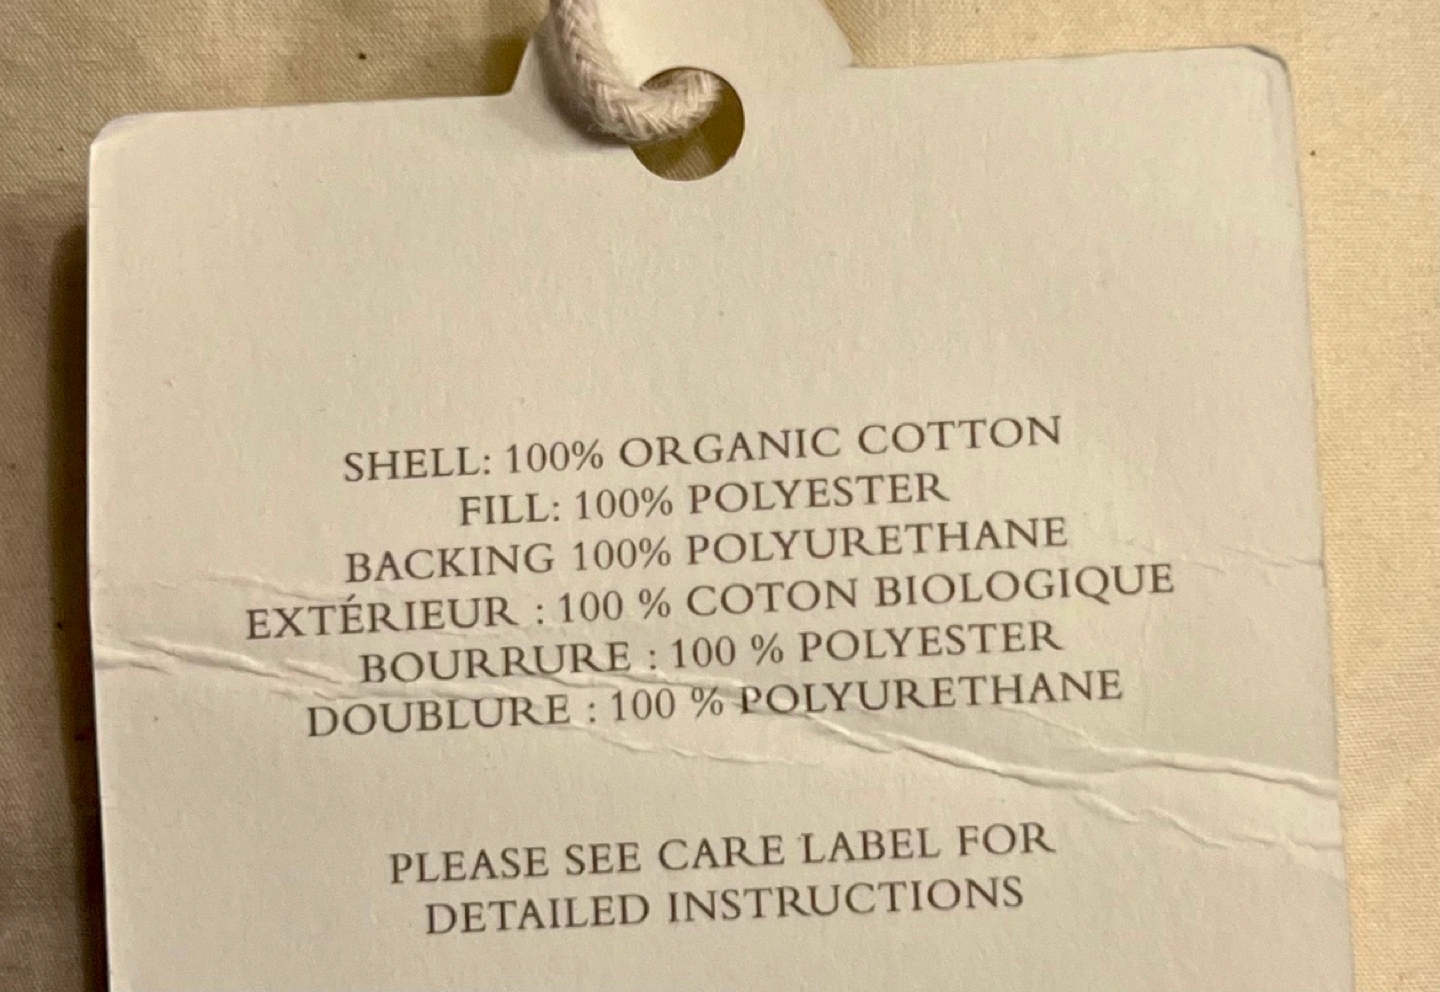 SHELL: 100% ORGANIC COTTON
FILL: 100% POLYESTER
BACKING 100% POLYURETHANE
EXTÉRIEUR : 100 % COTON BIOLOGIQUE
BOURRURE : 100 % POLYESTER
DOUBLURE : 100 % POLYURETHANE
PLEASE SEE CARE LABEL FOR
DETAILED INSTRUCTIONS